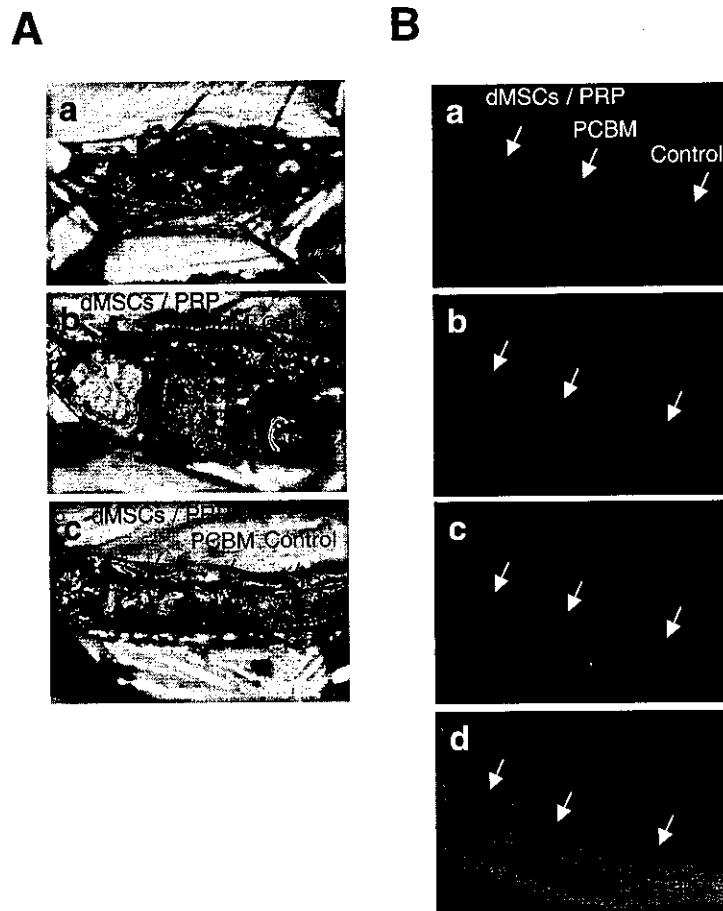 A
B
a
dMSCs / PRP
b
dMSCs / PRP
c
PCBM Control
a
dMSCs / PRP
PCBM
Control
b
c
d